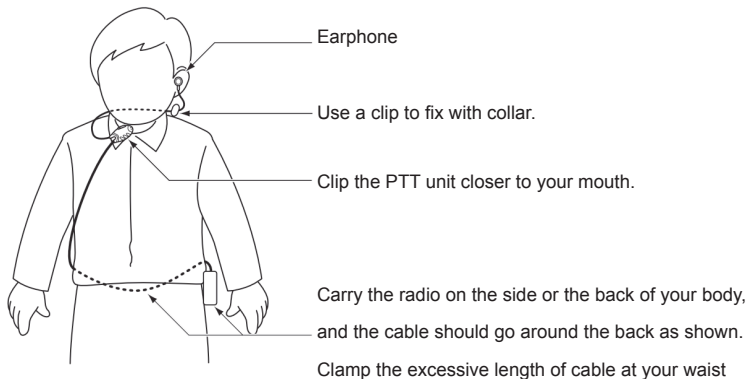 Earphone
Use a clip to fix with collar.
Clip the PTT unit closer to your mouth.
Carry the radio on the side or the back of your body,
and the cable should go around the back as shown.
Clamp the excessive length of cable at your waist